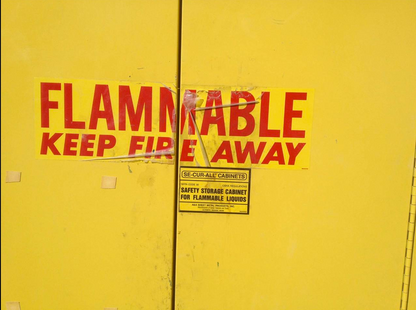 FLAMMABLE
KEEP FIRE AWAY
SE-CUR-ALL CABINETS
SAFETY STORAGE CABINET
FOR FLAMMABLE LIQUIDS